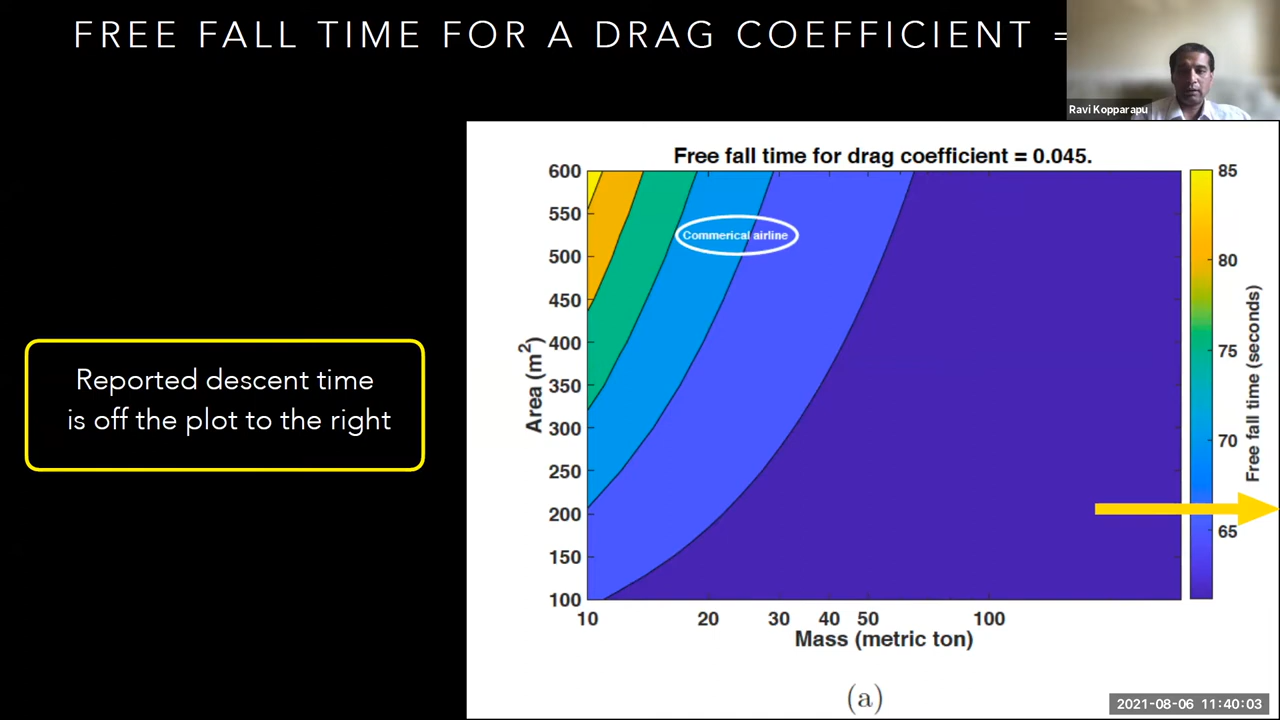 FREE FALL TIME FOR A DRAG COEFFICIENT =
Ravi Kopparapu
Reported descent time
is off the plot to the right
Free fall time for drag coefficient = 0.045.
600
550
500
450
400
350
300
250
200
150
100
Area (m²)
Commerical airline
10
20
30
40
50
100
Mass (metric ton)
85
80
75
70
65
Free fall time (seconds)
(a)
2021-08-06 11:40:03